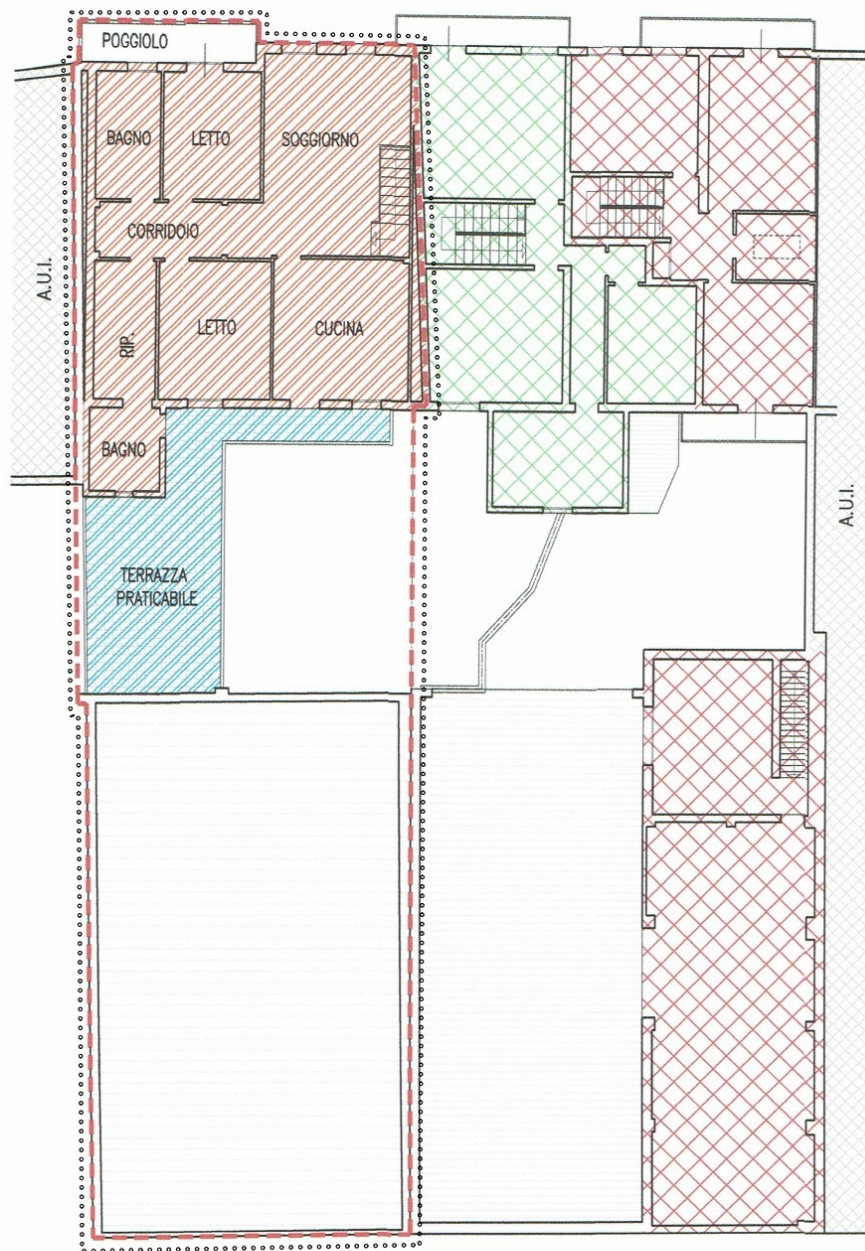 POGGIOLO
BAGNO
LETTO
SOGGIORNO
CORRIDOIO
A.U.I.
RIP.
LETTO
CUCINA
BAGNO
A.U.I.
TERRAZZA
PRATICABILE